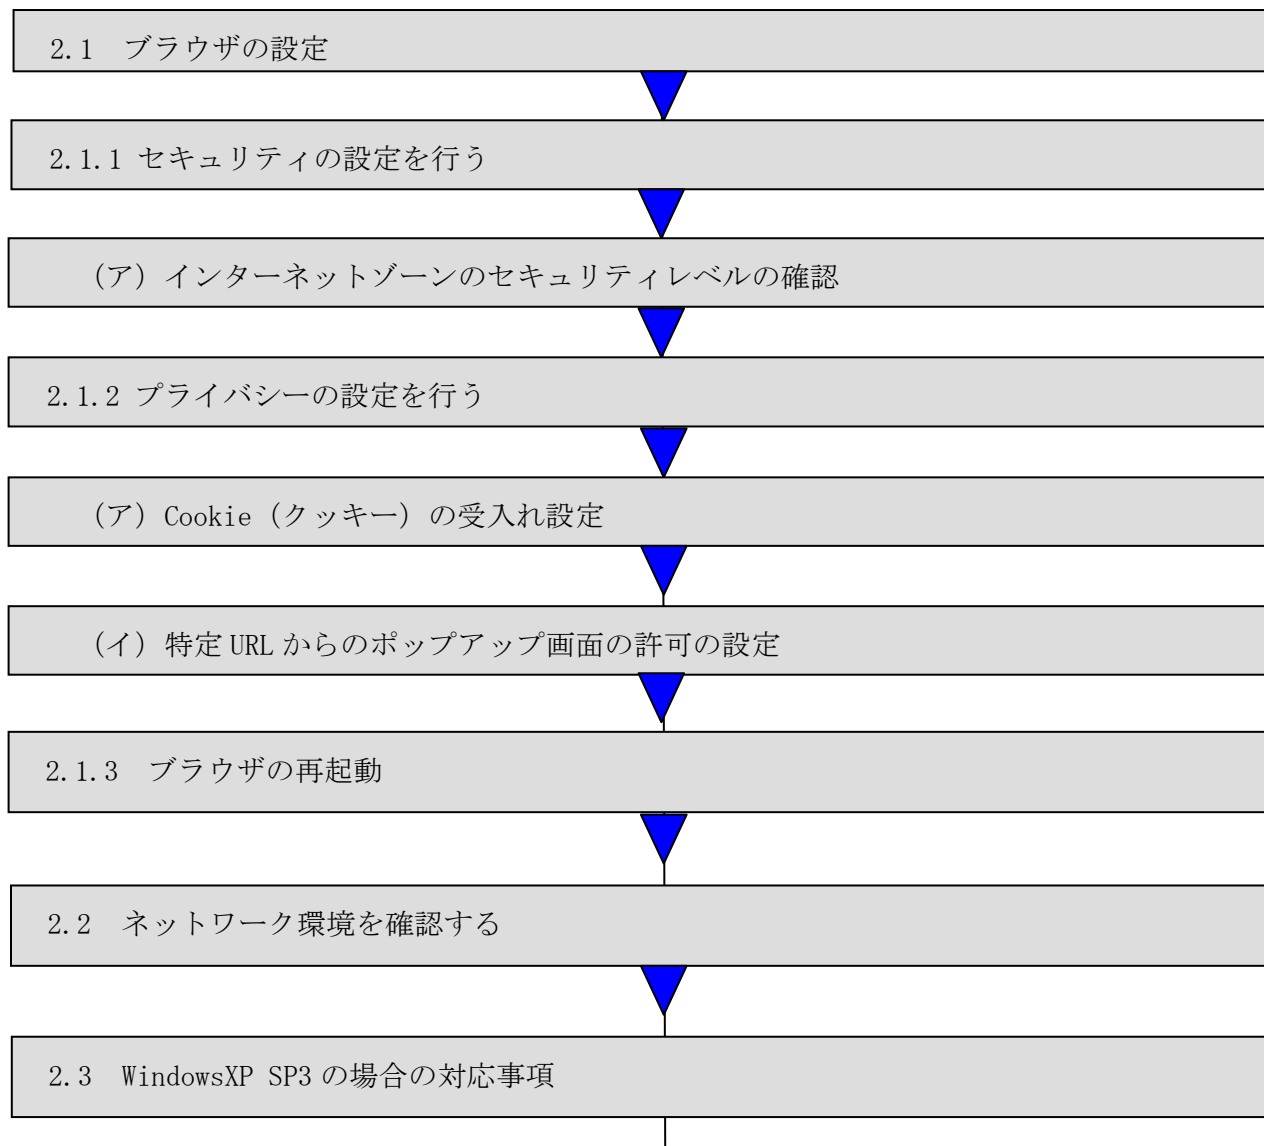 2.1　ブラウザの設定
2.1.1 セキュリティの設定を行う
（ア）インターネットゾーンのセキュリティレベルの確認
2.1.2 プライバシーの設定を行う
（ア）Cookie（クッキー）の受入れ設定
（イ）特定 URL からのポップアップ画面の許可の設定
2.1.3　ブラウザの再起動
2.2　ネットワーク環境を確認する
2.3　WindowsXP SP3 の場合の対応事項